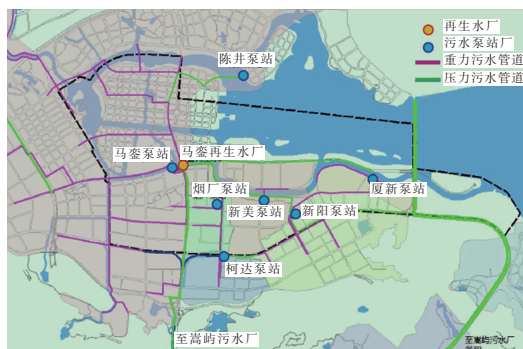 再生水厂
污水泵站厂
重力污水管道
压力污水管道
陈井泵站
马銮泵站
马銮再生水厂
烟厂泵站
厦新泵站
新美泵站
新阳泵站
柯达泵站
至嵩屿污水厂
至嵩屿污水厂